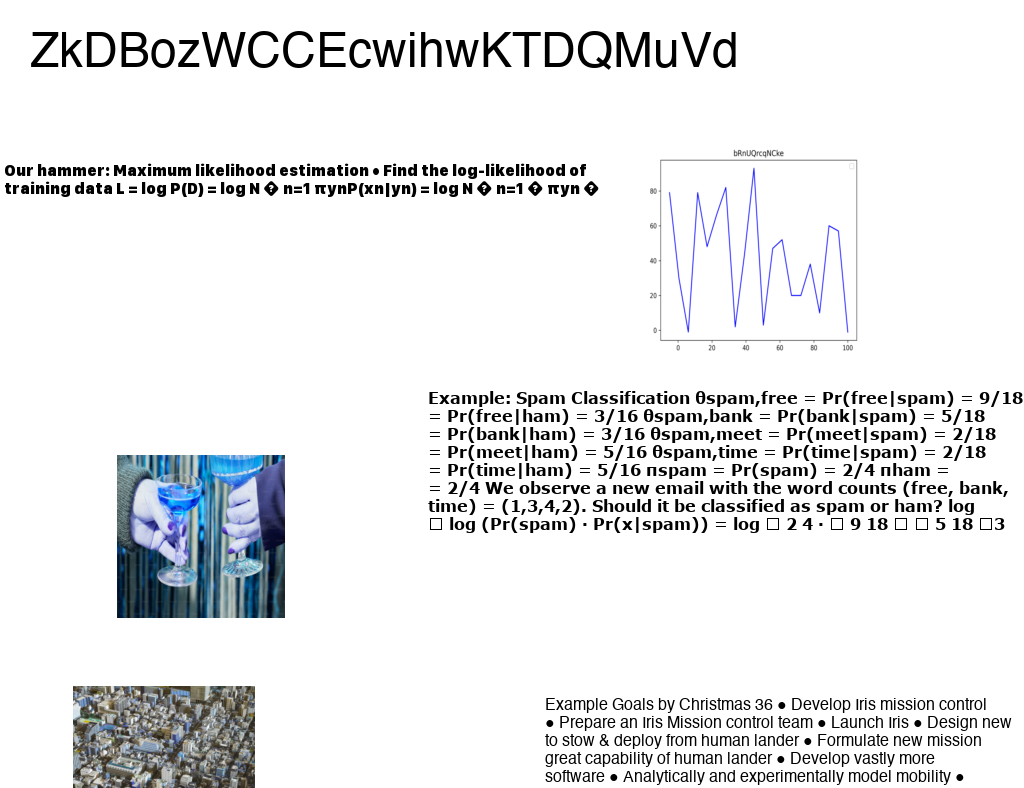 ZkDBozWCCEcwihwKTDQMuVd
Our hammer: Maximum likelihood estimation • Find the log-likelihood of
training data L = log P(D) = log N � n=1 πynP(xn|yn) = log N � n=1 � πyn �
bRnUQrcqNCke
80
60
40
20
0
0 20 40 60 80 100
Example: Spam Classification θspam,free = Pr(free|spam) = 9/18
= Pr(free|ham) = 3/16 θspam,bank = Pr(bank|spam) = 5/18
= Pr(bank|ham) = 3/16 θspam,meet = Pr(meet|spam) = 2/18
= Pr(meet|ham) = 5/16 θspam,time = Pr(time|spam) = 2/18
= Pr(time|ham) = 5/16 πspam = Pr(spam) = 2/4 πham =
= 2/4 We observe a new email with the word counts (free, bank,
time) = (1,3,4,2). Should it be classified as spam or ham? log
□ log (Pr(spam) · Pr(x|spam)) = log □ 2 4 · □ 9 18 □ □ 5 18 □3
Example Goals by Christmas 36 ● Develop Iris mission control
● Prepare an Iris Mission control team ● Launch Iris ● Design new
to stow & deploy from human lander ● Formulate new mission
great capability of human lander ● Develop vastly more
software ● Analytically and experimentally model mobility ●